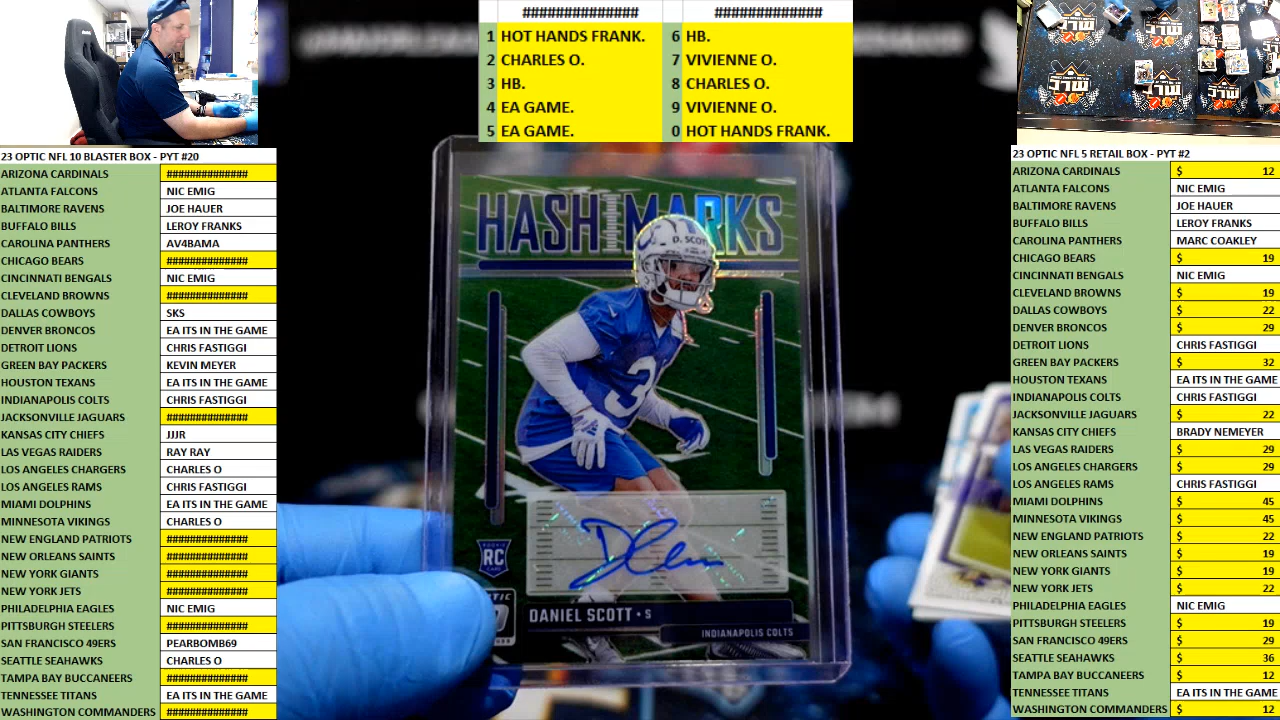 ############## #############
1 HOT HANDS FRANK. 6 HB.
2 CHARLES O. 7 VIVIENNE O.
3 HB. 8 CHARLES O.
4 EA GAME. 9 VIVIENNE O.
5 EA GAME. 0 HOT HANDS FRANK.
23 OPTIC NFL 10 BLASTER BOX - PYT #20
ARIZONA CARDINALS ##############
ATLANTA FALCONS NIC EMIG
BALTIMORE RAVENS JOE HAUER
BUFFALO BILLS LEROY FRANKS
CAROLINA PANTHERS AV4BAMA
CHICAGO BEARS ##############
CINCINNATI BENGALS NIC EMIG
CLEVELAND BROWNS ##############
DALLAS COWBOYS SKS
DENVER BRONCOS EA ITS IN THE GAME
DETROIT LIONS CHRIS FASTIGGI
GREEN BAY PACKERS KEVIN MEYER
HOUSTON TEXANS EA ITS IN THE GAME
INDIANAPOLIS COLTS CHRIS FASTIGGI
JACKSONVILLE JAGUARS ##############
KANSAS CITY CHIEFS JJJR
LAS VEGAS RAIDERS RAY RAY
LOS ANGELES CHARGERS CHARLES O
LOS ANGELES RAMS CHRIS FASTIGGI
MIAMI DOLPHINS EA ITS IN THE GAME
MINNESOTA VIKINGS CHARLES O
NEW ENGLAND PATRIOTS ##############
NEW ORLEANS SAINTS ##############
NEW YORK GIANTS ##############
NEW YORK JETS ##############
PHILADELPHIA EAGLES NIC EMIG
PITTSBURGH STEELERS ##############
SAN FRANCISCO 49ERS PEARBOMB69
SEATTLE SEAHAWKS CHARLES O
TAMPA BAY BUCCANEERS ##############
TENNESSEE TITANS EA ITS IN THE GAME
WASHINGTON COMMANDERS ##############
HASH MARKS
D. SCOTT
3
RC
DANIEL SCOTT • S
INDIANAPOLIS COLTS
23 OPTIC NFL 5 RETAIL BOX - PYT #2
ARIZONA CARDINALS $ 12
ATLANTA FALCONS NIC EMIG
BALTIMORE RAVENS JOE HAUER
BUFFALO BILLS LEROY FRANKS
CAROLINA PANTHERS MARC COAKLEY
CHICAGO BEARS $ 19
CINCINNATI BENGALS NIC EMIG
CLEVELAND BROWNS $ 19
DALLAS COWBOYS $ 22
DENVER BRONCOS $ 29
DETROIT LIONS CHRIS FASTIGGI
GREEN BAY PACKERS $ 32
HOUSTON TEXANS EA ITS IN THE GAME
INDIANAPOLIS COLTS CHRIS FASTIGGI
JACKSONVILLE JAGUARS $ 22
KANSAS CITY CHIEFS BRADY NEMEYER
LAS VEGAS RAIDERS $ 29
LOS ANGELES CHARGERS $ 29
LOS ANGELES RAMS CHRIS FASTIGGI
MIAMI DOLPHINS $ 45
MINNESOTA VIKINGS $ 45
NEW ENGLAND PATRIOTS $ 22
NEW ORLEANS SAINTS $ 19
NEW YORK GIANTS $ 19
NEW YORK JETS $ 22
PHILADELPHIA EAGLES NIC EMIG
PITTSBURGH STEELERS $ 19
SAN FRANCISCO 49ERS $ 29
SEATTLE SEAHAWKS $ 36
TAMPA BAY BUCCANEERS $ 12
TENNESSEE TITANS EA ITS IN THE GAME
WASHINGTON COMMANDERS $ 12